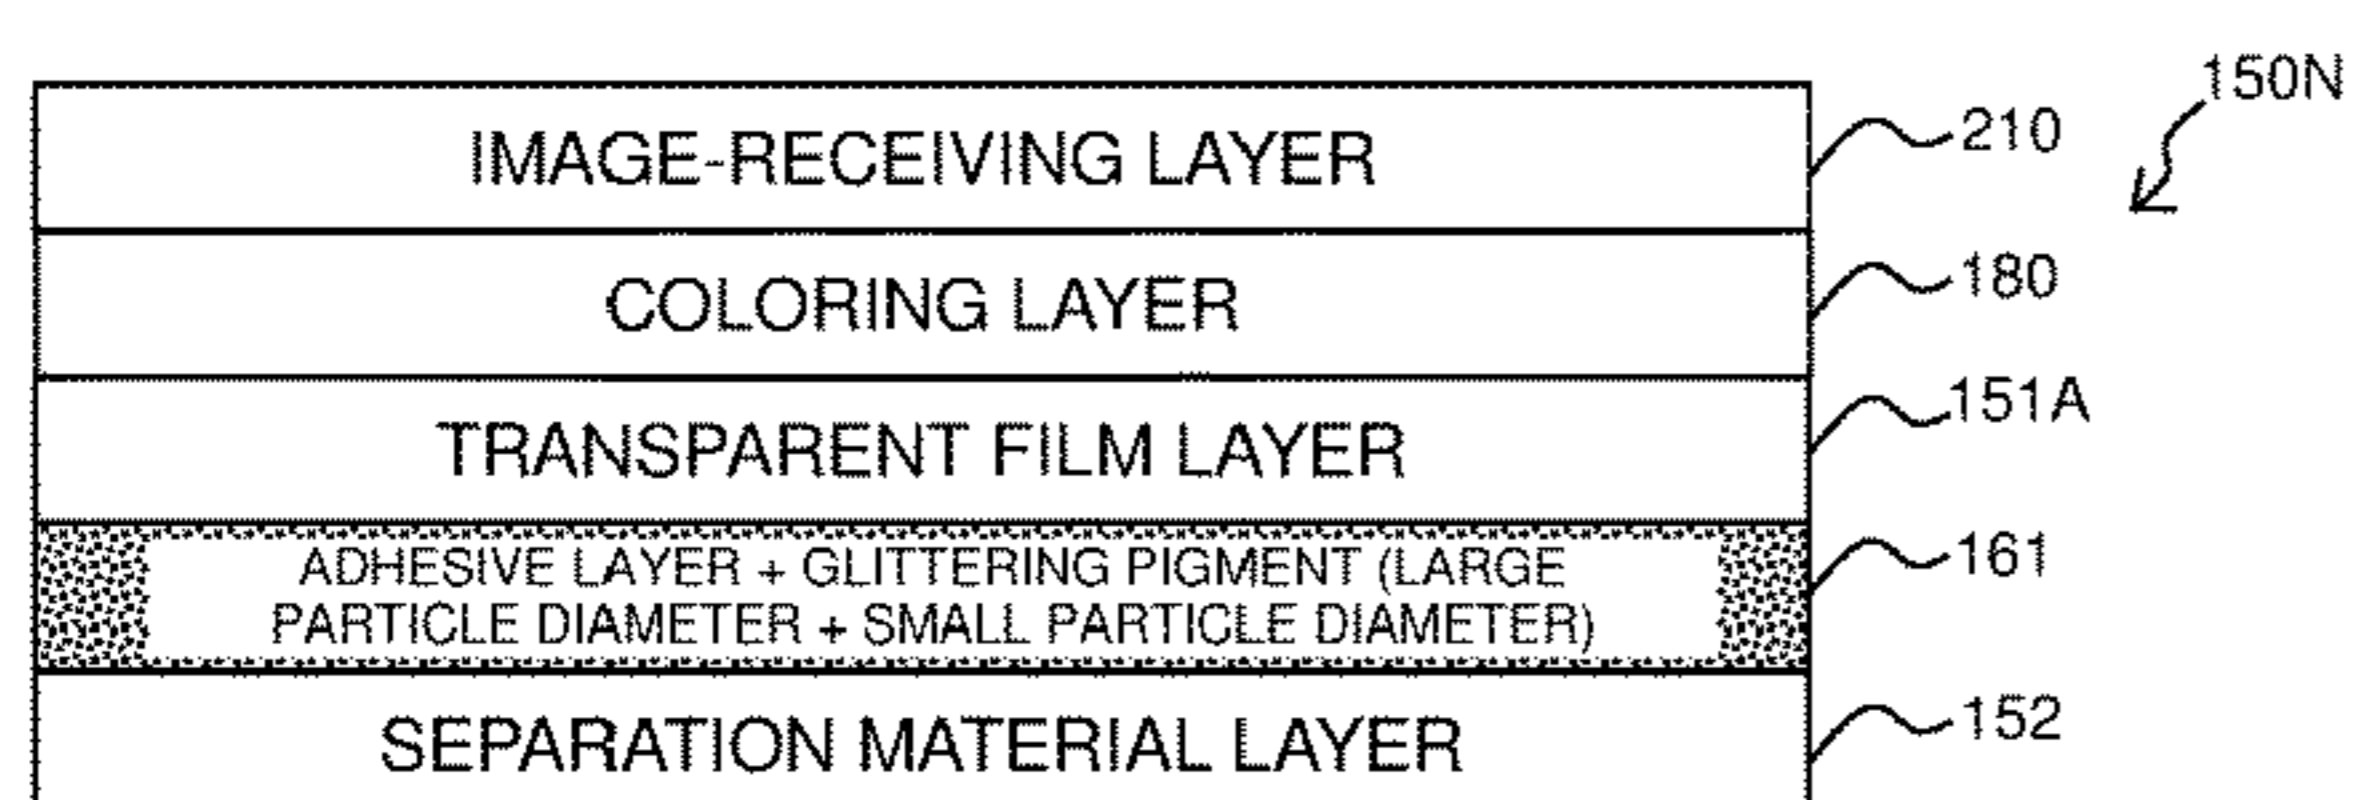 150N
IMAGE-RECEIVING LAYER
210
COLORING LAYER
180
TRANSPARENT FILM LAYER
151A
ADHESIVE LAYER + GLITTERING PIGMENT (LARGE
PARTICLE DIAMETER + SMALL PARTICLE DIAMETER)
161
SEPARATION MATERIAL LAYER
152